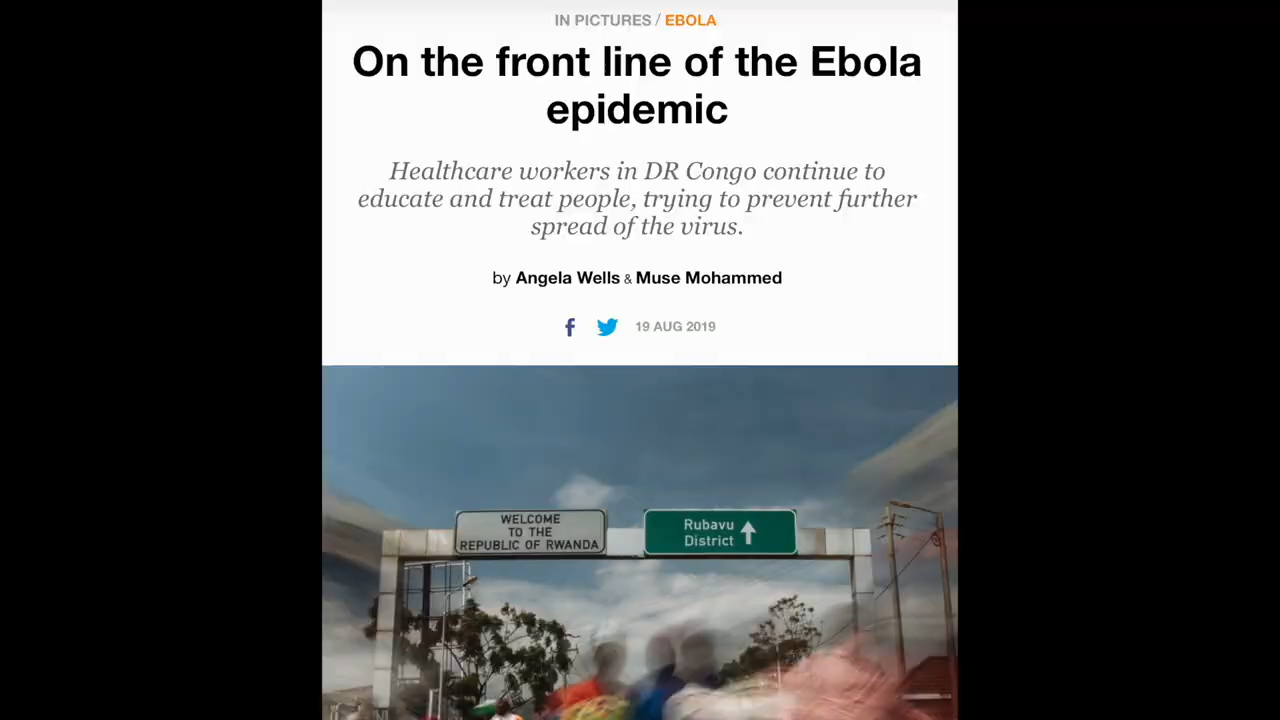 IN PICTURES / EBOLA
On the front line of the Ebola
epidemic
Healthcare workers in DR Congo continue to
educate and treat people, trying to prevent further
spread of the virus.
by Angela Wells & Muse Mohammed
19 AUG 2019
WELCOME
TO THE
REPUBLIC OF RWANDA
Rubavu
District